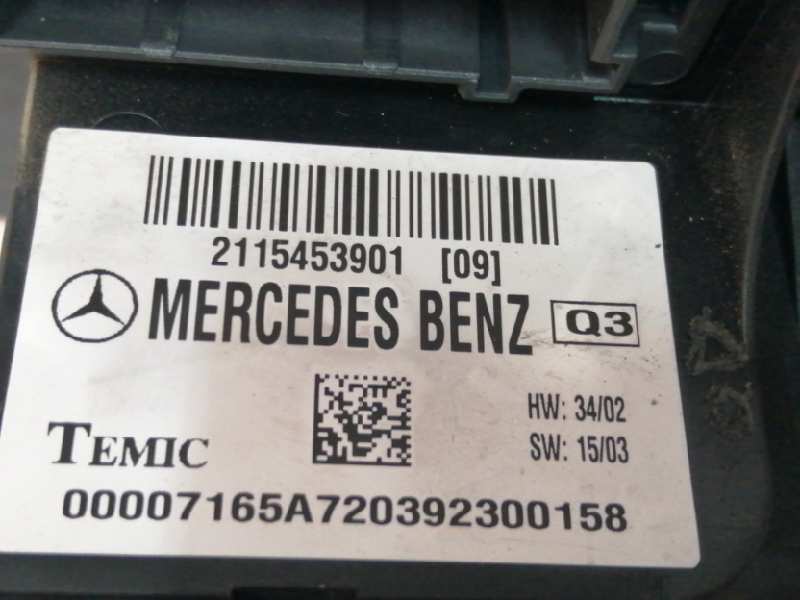 2115453901 [09]
MERCEDES BENZ Q3
HW: 34/02
SW: 15/03
TEMIC
00007165A720392300158